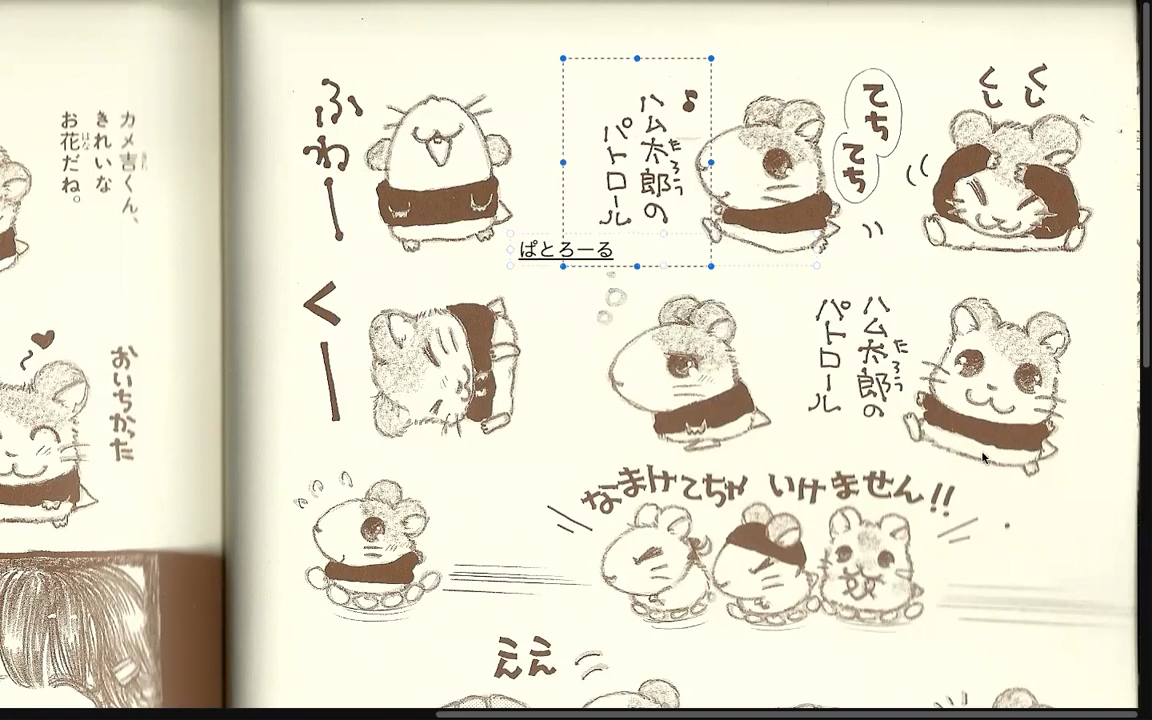 カメ吉くん、
きれいな
お花だね。
おいちかった
くしくし
てちてち
ハム太郎の
パトロール
ぱとろーる
ふわー
ハム太郎の
パトロール
くー
なまけてちゃ いけません!!
ええ